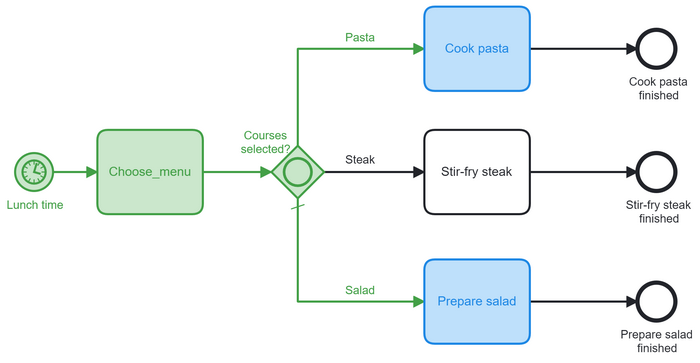 Pasta
Cook pasta
Cook pasta
finished
Courses
selected?
Lunch time
Choose_menu
Steak
Stir-fry steak
Stir-fry steak
finished
Salad
Prepare salad
Prepare salad
finished